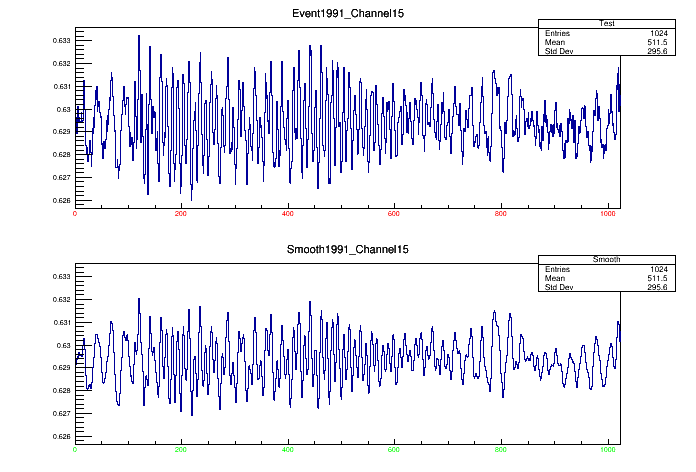 Event1991_Channel15
Test
Entries 1024
Mean 511.5
Std Dev 295.6
0.633
0.632
0.631
0.63
0.629
0.628
0.627
0.626
0 200 400 600 800 1000
Smooth1991_Channel15
Smooth
Entries 1024
Mean 511.5
Std Dev 295.6
0.633
0.632
0.631
0.63
0.629
0.628
0.627
0.626
0 200 400 600 800 1000